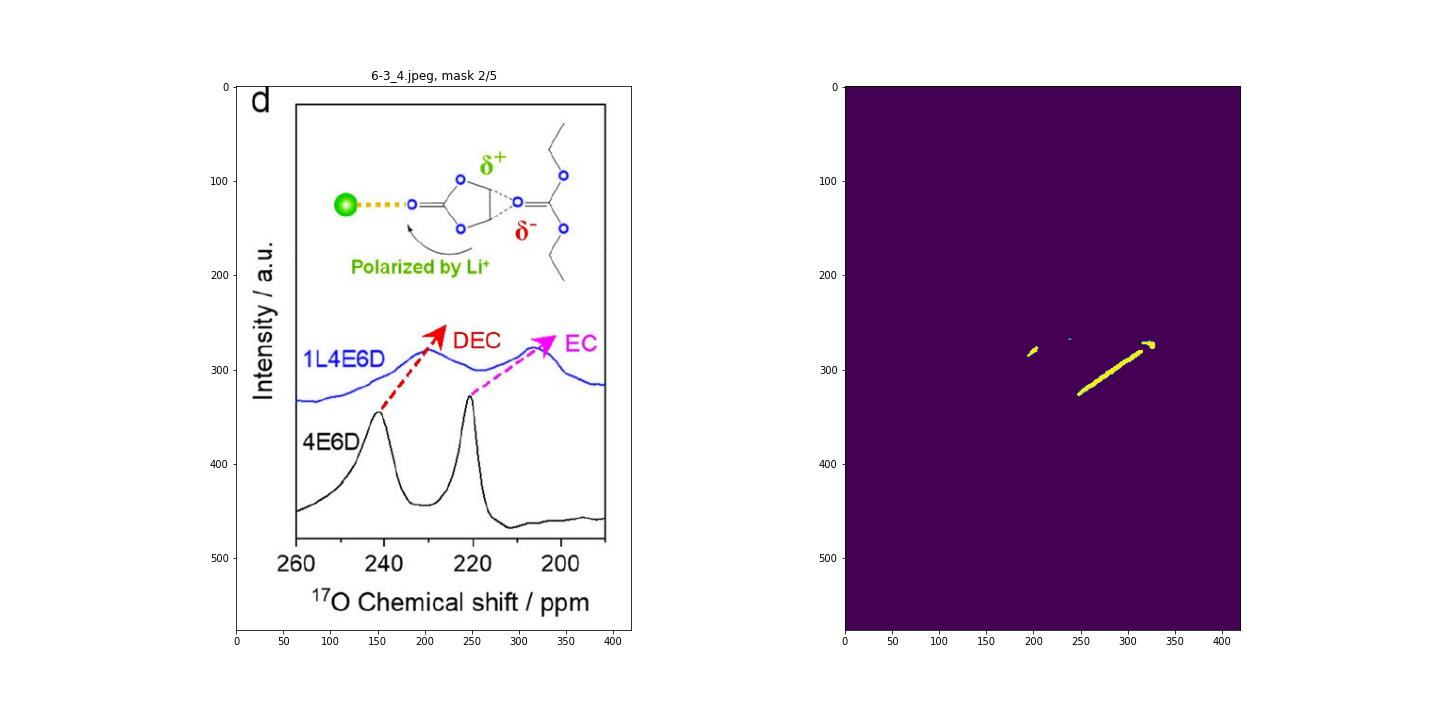 6-3_4.jpeg, mask 2/5
0
100
200
300
400
500
0 50 100 150 200 250 300 350 400
d
δ+
O
O
O
O
O
O
δ-
Polarized by Li+
Intensity / a.u.
DEC
EC
1L4E6D
4E6D
260 240 220 200
17O Chemical shift / ppm
0
100
200
300
400
500
0 50 100 150 200 250 300 350 400